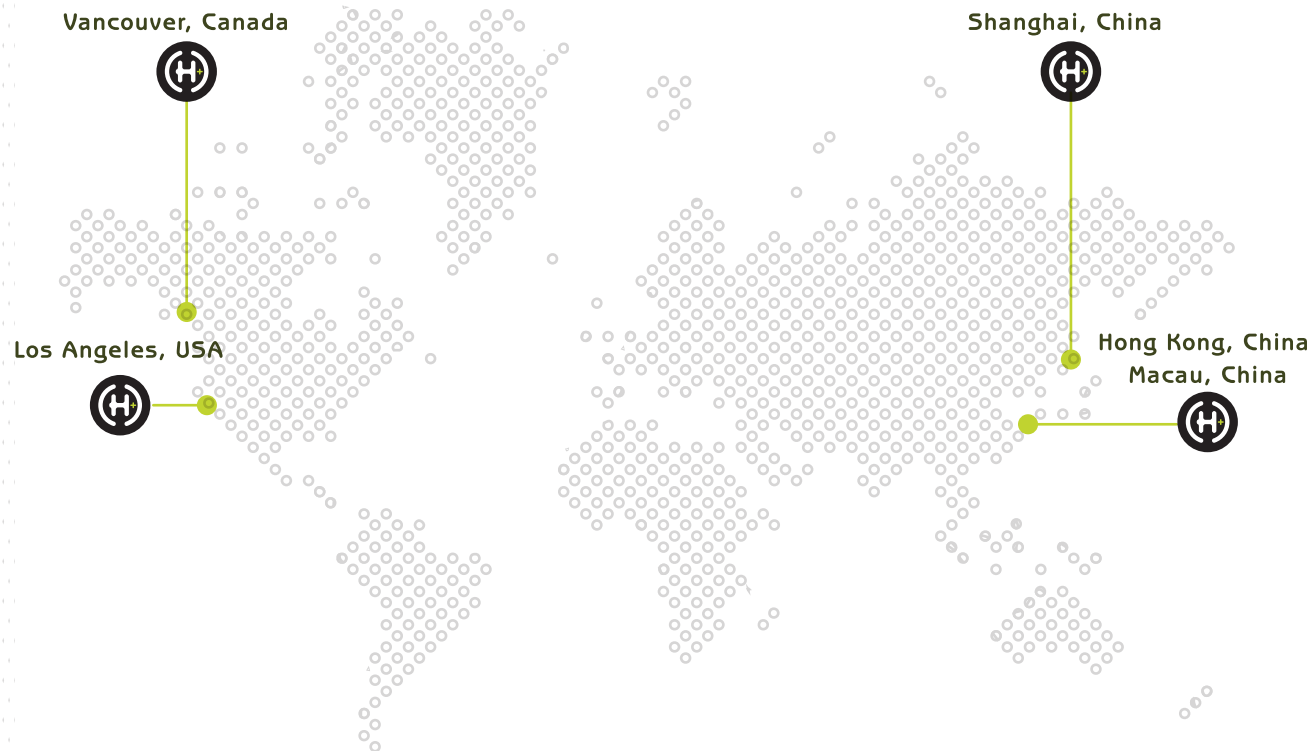 Vancouver, Canada
Shanghai, China
Los Angeles, USA
Hong Kong, China
Macau, China
H+
H+
H+
H+